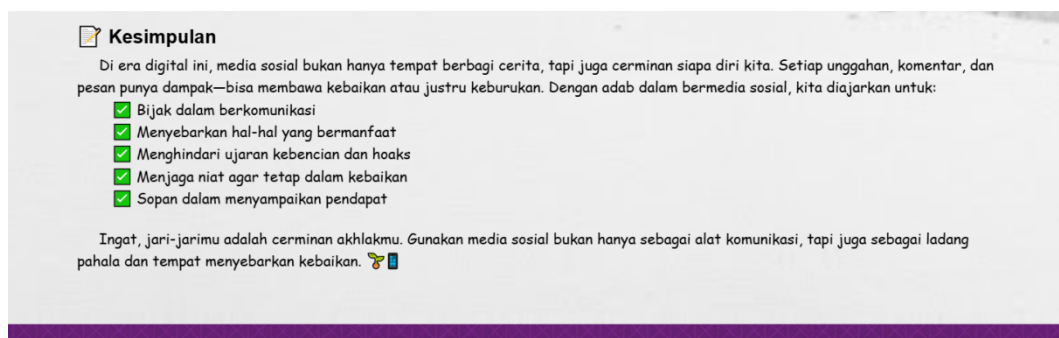 📝 Kesimpulan
Di era digital ini, media sosial bukan hanya tempat berbagi cerita, tapi juga cerminan siapa diri kita. Setiap unggahan, komentar, dan
pesan punya dampak—bisa membawa kebaikan atau justru keburukan. Dengan adab dalam bermedia sosial, kita diajarkan untuk:
✅ Bijak dalam berkomunikasi
✅ Menyebarkan hal-hal yang bermanfaat
✅ Menghindari ujaran kebencian dan hoaks
✅ Menjaga niat agar tetap dalam kebaikan
✅ Sopan dalam menyampaikan pendapat
Ingat, jari-jarimu adalah cerminan akhlakmu. Gunakan media sosial bukan hanya sebagai alat komunikasi, tapi juga sebagai ladang
pahala dan tempat menyebarkan kebaikan. 🌱📱